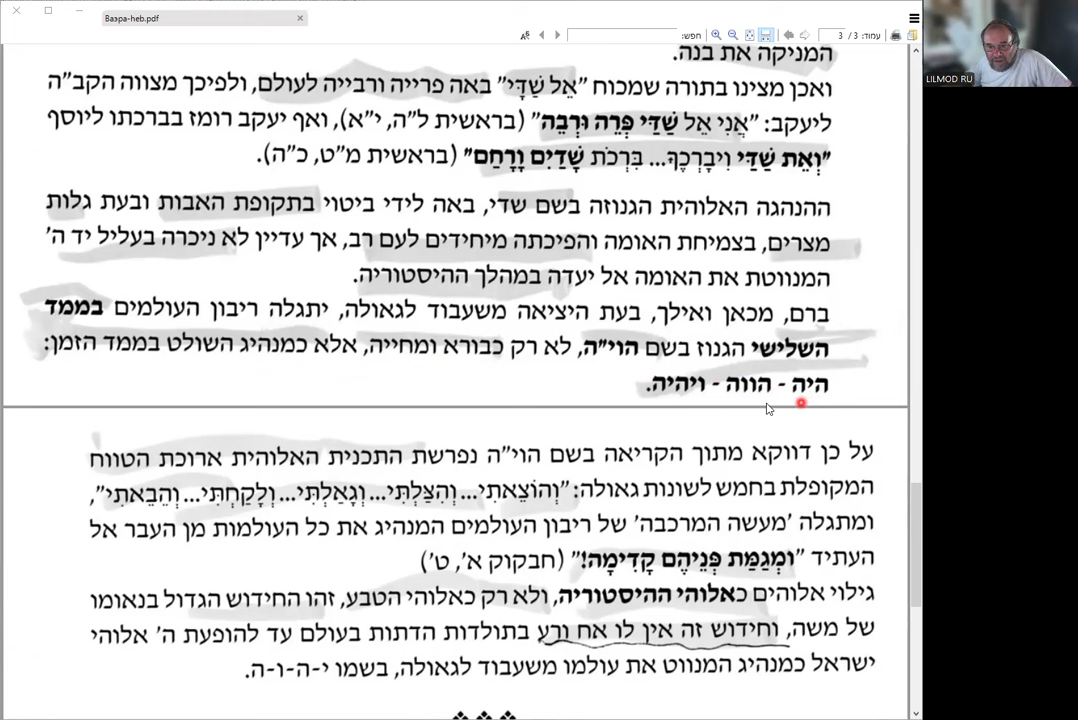 Ваэра-heb.pdf
עמוד: 3 / 3
חפש:
LILMOD RU
המניקה את בנה.
ואכן מצינו בתורה שמכוח "אֵל שַׁדָּי" באה פרייה ורבייה לעולם, ולפיכך מצווה הקב"ה
ליעקב: "אֲנִי אֵל שַׁדַּי פְּרֵה וּרְבֵה" (בראשית ל"ה, י"א), ואף יעקב רומז בברכתו ליוסף
"וְאֵת שַׁדַּי וִיבָרְכֶךָּ... בִּרְכֹת שָׁדַיִם וָרָחַם" (בראשית מ"ט, כ"ה).
ההנהגה האלוהית הגנוזה בשם שדי, באה לידי ביטוי בתקופת האבות ובעת גלות
מצרים, בצמיחת האומה והפיכתה מיחידים לעם רב, אך עדיין לא ניכרה בעליל יד ה'
המנווטת את האומה אל יעדה במהלך ההיסטוריה.
ברם, מכאן ואילך, בעת היציאה משעבוד לגאולה, יתגלה ריבון העולמים בממד
השלישי הגנוז בשם הוי"ה, לא רק כבורא ומחייה, אלא כמנהיג השולט בממד הזמן:
היה - הווה - ויהיה.
על כן דווקא מתוך הקריאה בשם הוי"ה נפרשת התכנית האלוהית ארוכת הטווח
המקופלת בחמש לשונות גאולה: "וְהוֹצֵאתִי... וְהִצַּלְתִּי... וְגָאַלְתִּי... וְלָקַחְתִּי... וְהֵבֵאתִי",
ומתגלה 'מעשה המרכבה' של ריבון העולמים המנהיג את כל העולמות מן העבר אל
העתיד "וּמְגַמַּת פְּנֵיהֶם קָדִימָה!" (חבקוק א', ט')
גילוי אלוהים כאלוהי ההיסטוריה, ולא רק כאלוהי הטבע, זהו החידוש הגדול בנאומו
של משה, וחידוש זה אין לו אח ורע בתולדות הדתות בעולם עד להופעת ה' אלוהי
ישראל כמנהיג המנווט את עולמו משעבוד לגאולה, בשמו י-ה-ו-ה.